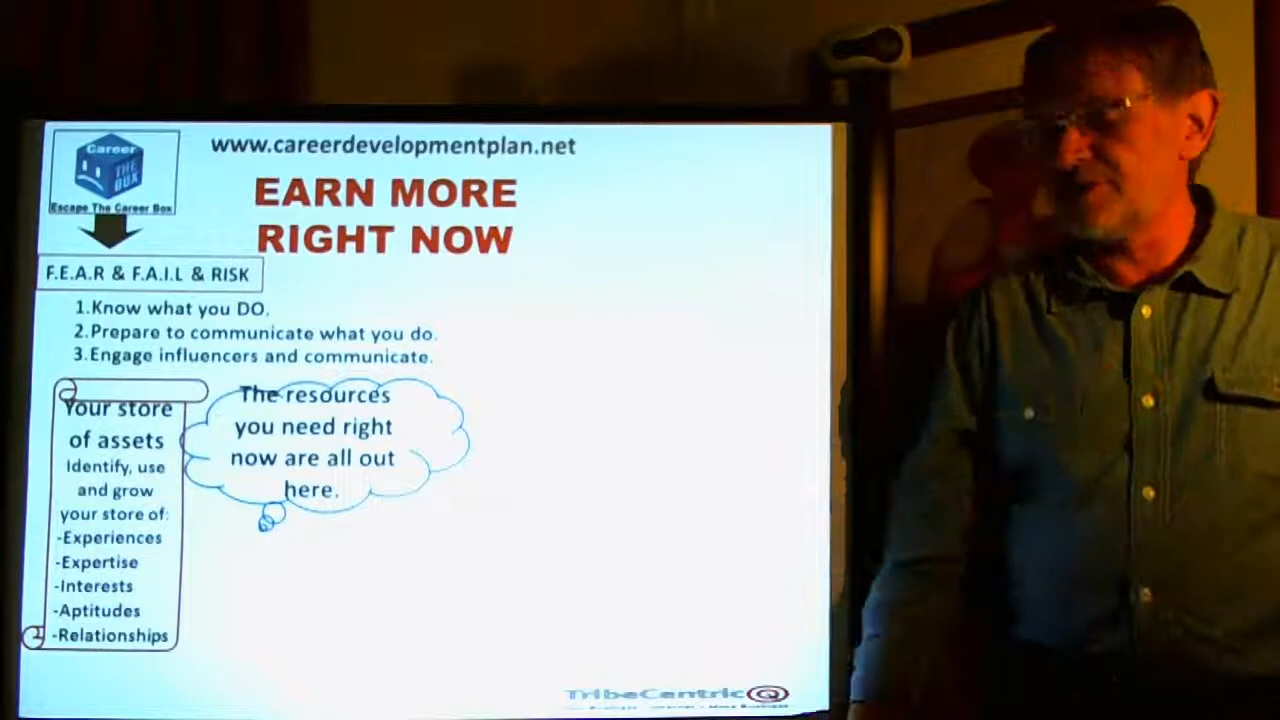 Career
THE
BOX
Escape The Career Box
www.careerdevelopmentplan.net
EARN MORE
RIGHT NOW
F.E.A.R & F.A.I.L & RISK
1.Know what you DO.
2.Prepare to communicate what you do.
3.Engage influencers and communicate.
Your store
of assets
Identify, use
and grow
your store of:
-Experiences
-Expertise
-Interests
-Aptitudes
-Relationships
The resources
you need right
now are all out
here.
TribeCentric